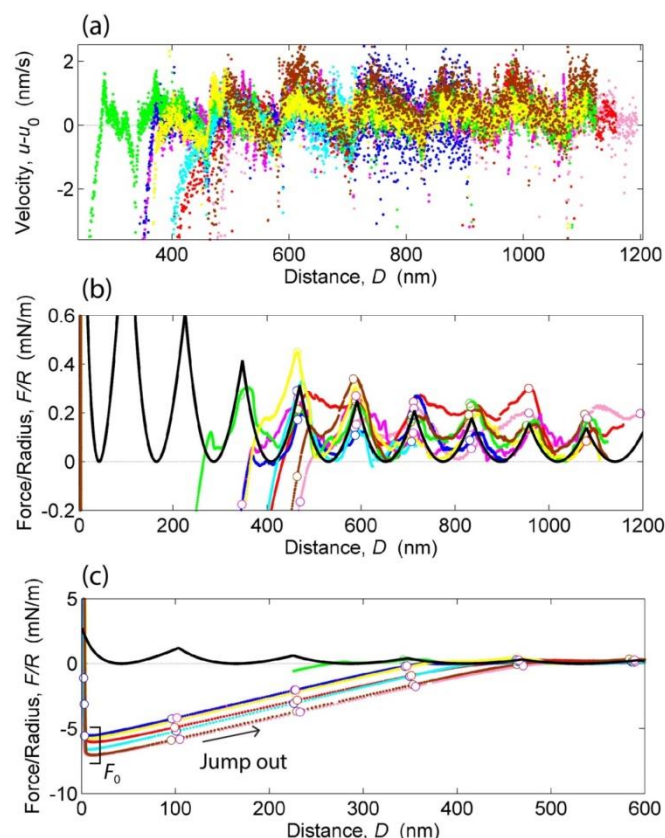 (a)
2
0
-2
Velocity, u-u0 (nm/s)
400 600 800 1000 1200
Distance, D (nm)
(b)
0.6
0.4
0.2
0
-0.2
Force/Radius, F/R (mN/m)
0 200 400 600 800 1000 1200
Distance, D (nm)
(c)
5
0
-5
-10
Force/Radius, F/R (mN/m)
F0
Jump out
0 100 200 300 400 500 600
Distance, D (nm)